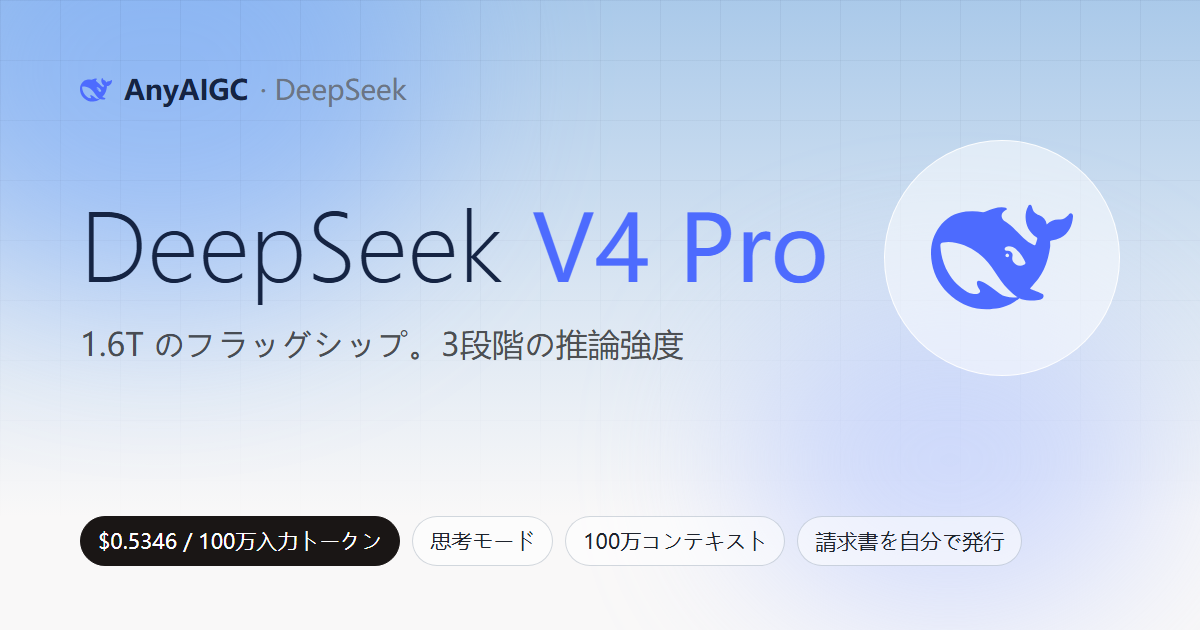 AnyAIGC · DeepSeek
DeepSeek V4 Pro
1.6T のフラッグシップ。3段階の推論強度
$0.5346 / 100万入力トークン
思考モード
100万コンテキスト
請求書を自分で発行